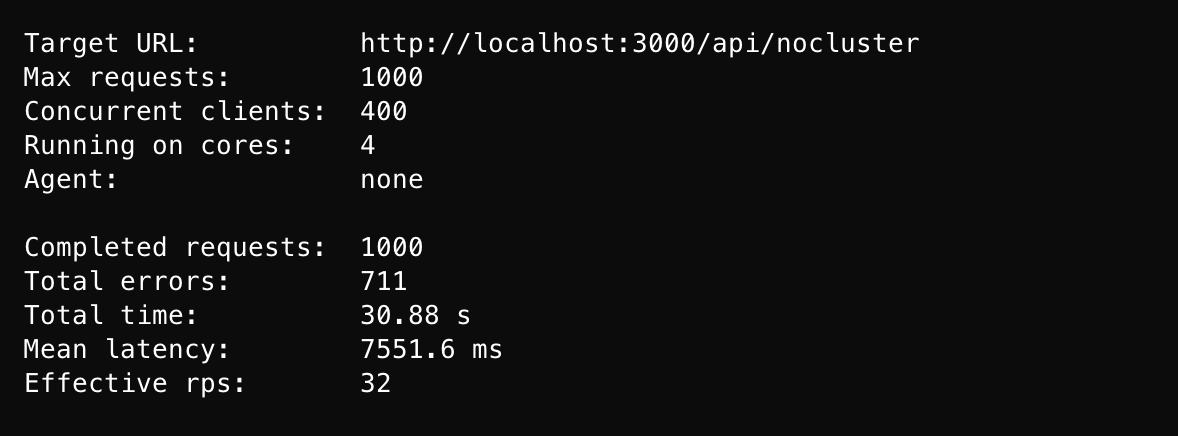 Target URL: http://localhost:3000/api/nocluster
Max requests: 1000
Concurrent clients: 400
Running on cores: 4
Agent: none
Completed requests: 1000
Total errors: 711
Total time: 30.88 s
Mean latency: 7551.6 ms
Effective rps: 32